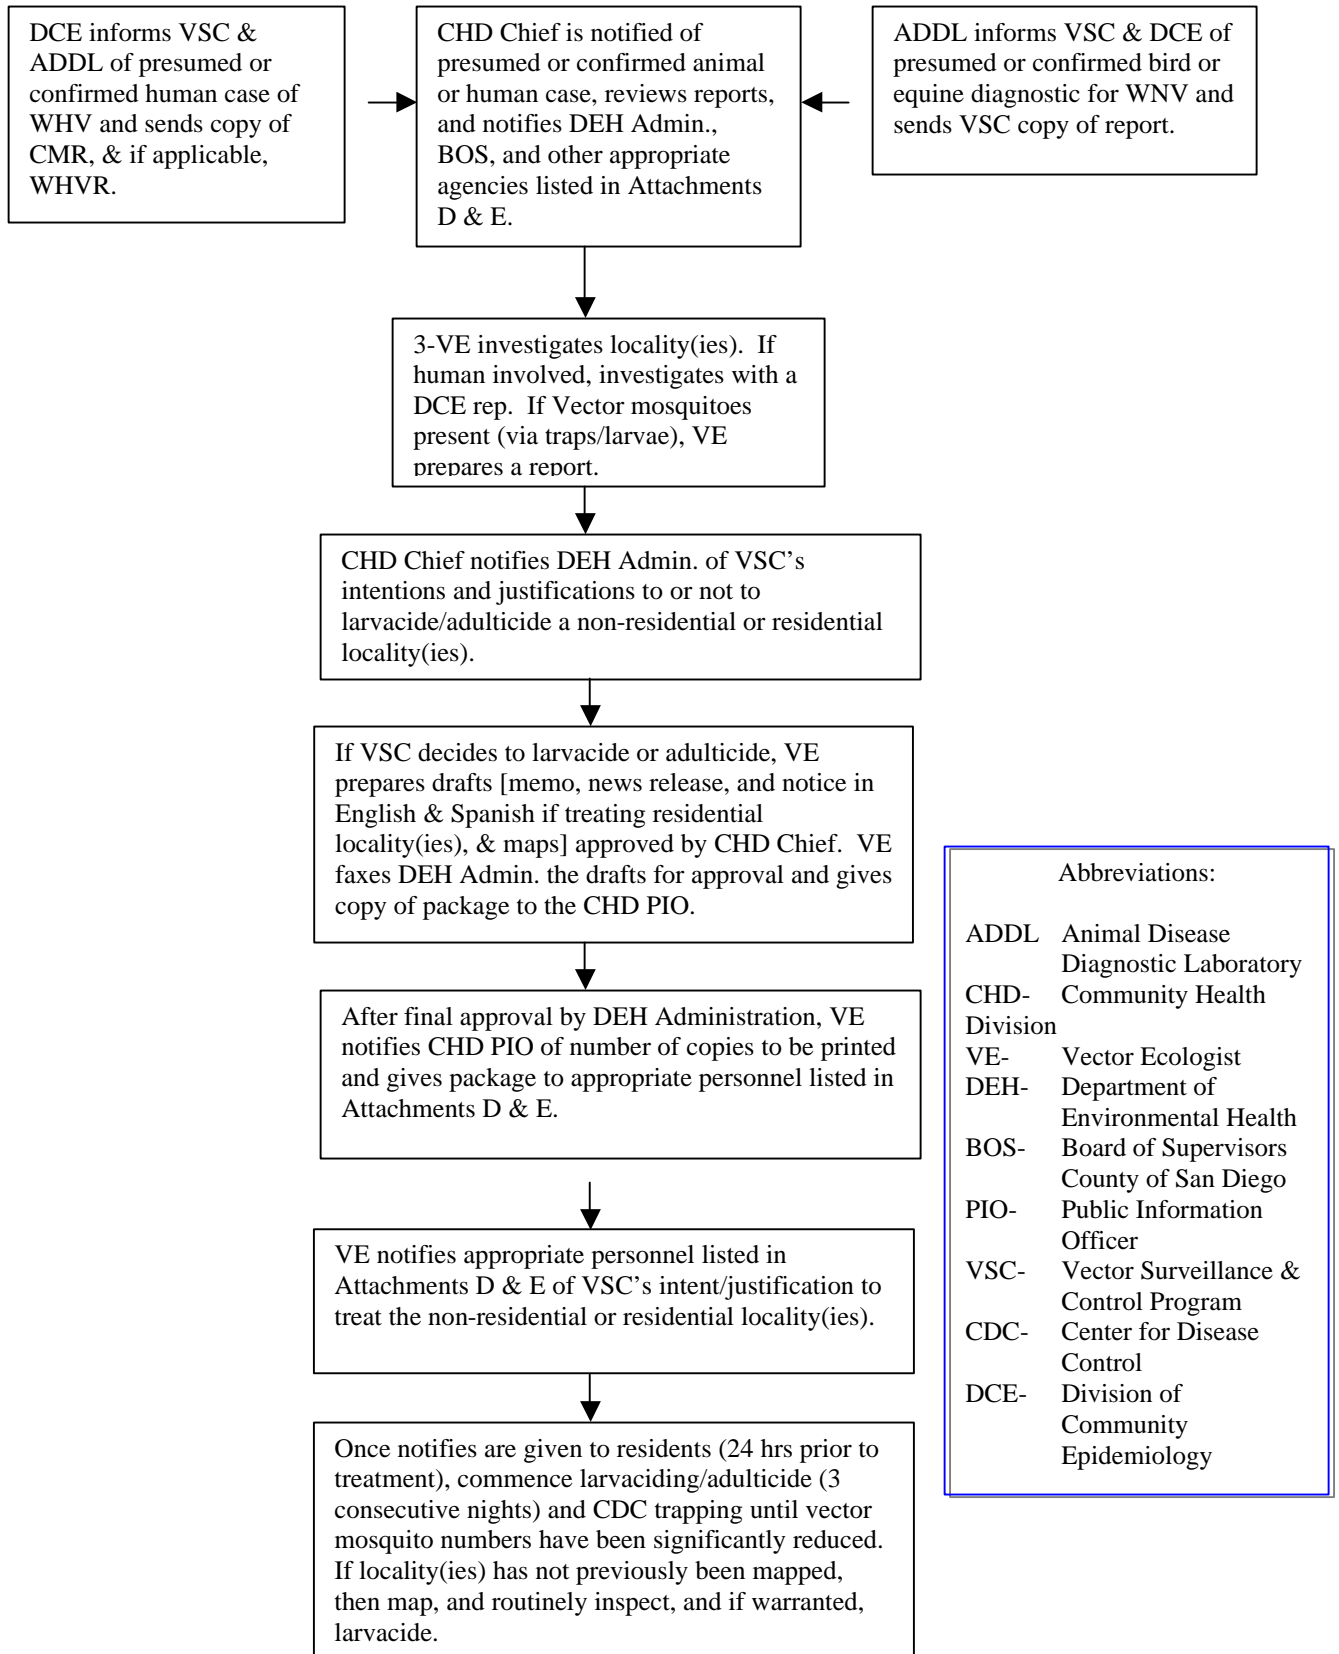 DCE informs VSC &
ADDL of presumed or
confirmed human case of
WHV and sends copy of
CMR, & if applicable,
WHVR.
CHD Chief is notified of
presumed or confirmed animal
or human case, reviews reports,
and notifies DEH Admin.,
BOS, and other appropriate
agencies listed in Attachments
D & E.
ADDL informs VSC & DCE of
presumed or confirmed bird or
equine diagnostic for WNV and
sends VSC copy of report.
3-VE investigates locality(ies).  If
human involved, investigates with a
DCE rep.  If Vector mosquitoes
present (via traps/larvae), VE
prepares a report.
CHD Chief notifies DEH Admin. of VSC’s
intentions and justifications to or not to
larvacide/adulticide a non-residential or residential
locality(ies).
If VSC decides to larvacide or adulticide, VE
prepares drafts [memo, news release, and notice in
English & Spanish if treating residential
locality(ies), & maps] approved by CHD Chief.  VE
faxes DEH Admin. the drafts for approval and gives
copy of package to the CHD PIO.
After final approval by DEH Administration, VE
notifies CHD PIO of number of copies to be printed
and gives package to appropriate personnel listed in
Attachments D & E.
VE notifies appropriate personnel listed in
Attachments D & E of VSC’s intent/justification to
treat the non-residential or residential locality(ies).
Once notifies are given to residents (24 hrs prior to
treatment), commence larvaciding/adulticide (3
consecutive nights) and CDC trapping until vector
mosquito numbers have been significantly reduced.
If locality(ies) has not previously been mapped,
then map, and routinely inspect, and if warranted,
larvacide.
Abbreviations:
ADDL Animal Disease
Diagnostic Laboratory
CHD- Community Health
Division
VE- Vector Ecologist
DEH- Department of
Environmental Health
BOS- Board of Supervisors
County of San Diego
PIO- Public Information
Officer
VSC- Vector Surveillance &
Control Program
CDC- Center for Disease
Control
DCE- Division of
Community
Epidemiology